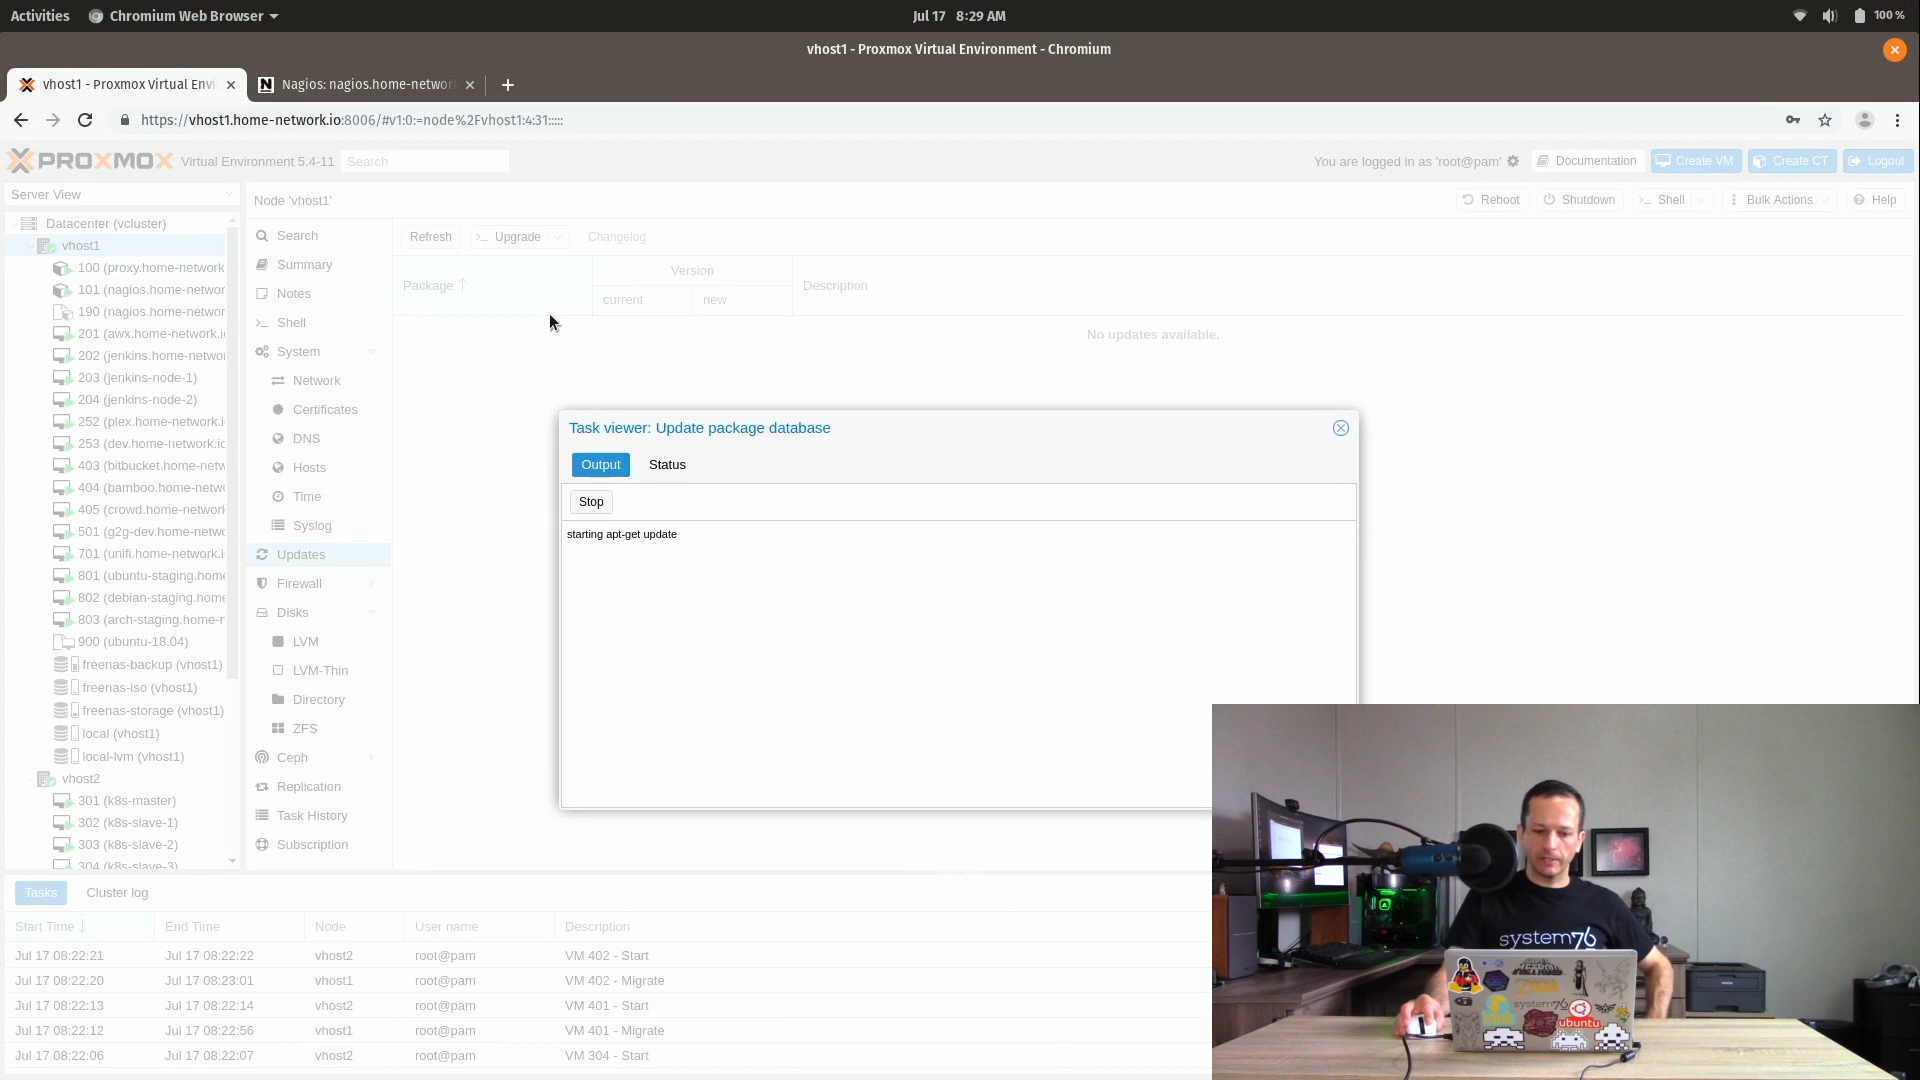 Activities
Chromium Web Browser
Jul 17 8:29 AM
100 %
vhost1 - Proxmox Virtual Environment - Chromium
vhost1 - Proxmox Virtual Envi
Nagios: nagios.home-networ
https://vhost1.home-network.io:8006/#v1:0:=node%2Fvhost1:4:31:::::
PROXMOX Virtual Environment 5.4-11
Search
You are logged in as 'root@pam'
Documentation
Create VM
Create CT
Logout
Server View
Datacenter (vcluster)
vhost1
100 (proxy.home-network
101 (nagios.home-networ
190 (nagios.home-networ
201 (awx.home-network.i
202 (jenkins.home-networ
203 (jenkins-node-1)
204 (jenkins-node-2)
252 (plex.home-network.i
253 (dev.home-network.io
403 (bitbucket.home-netw
404 (bamboo.home-netwo
405 (crowd.home-network
501 (g2g-dev.home-netwo
701 (unifi.home-network.i
801 (ubuntu-staging.home
802 (debian-staging.home
803 (arch-staging.home-n
900 (ubuntu-18.04)
freenas-backup (vhost1)
freenas-iso (vhost1)
freenas-storage (vhost1)
local (vhost1)
local-lvm (vhost1)
vhost2
301 (k8s-master)
302 (k8s-slave-1)
303 (k8s-slave-2)
304 (k8s-slave-3)
Node 'vhost1'
Reboot
Shutdown
Shell
Bulk Actions
Help
Search
Summary
Notes
Shell
System
Network
Certificates
DNS
Hosts
Time
Syslog
Updates
Firewall
Disks
LVM
LVM-Thin
Directory
ZFS
Ceph
Replication
Task History
Subscription
Refresh
Upgrade
Changelog
Package
Version
current
new
Description
No updates available.
Task viewer: Update package database
Output
Status
Stop
starting apt-get update
Tasks
Cluster log
Start Time End Time Node User name Description
Jul 17 08:22:21 Jul 17 08:22:22 vhost2 root@pam VM 402 - Start
Jul 17 08:22:20 Jul 17 08:23:01 vhost1 root@pam VM 402 - Migrate
Jul 17 08:22:13 Jul 17 08:22:14 vhost2 root@pam VM 401 - Start
Jul 17 08:22:12 Jul 17 08:22:56 vhost1 root@pam VM 401 - Migrate
Jul 17 08:22:06 Jul 17 08:22:07 vhost2 root@pam VM 304 - Start
system76
system76
ubuntu